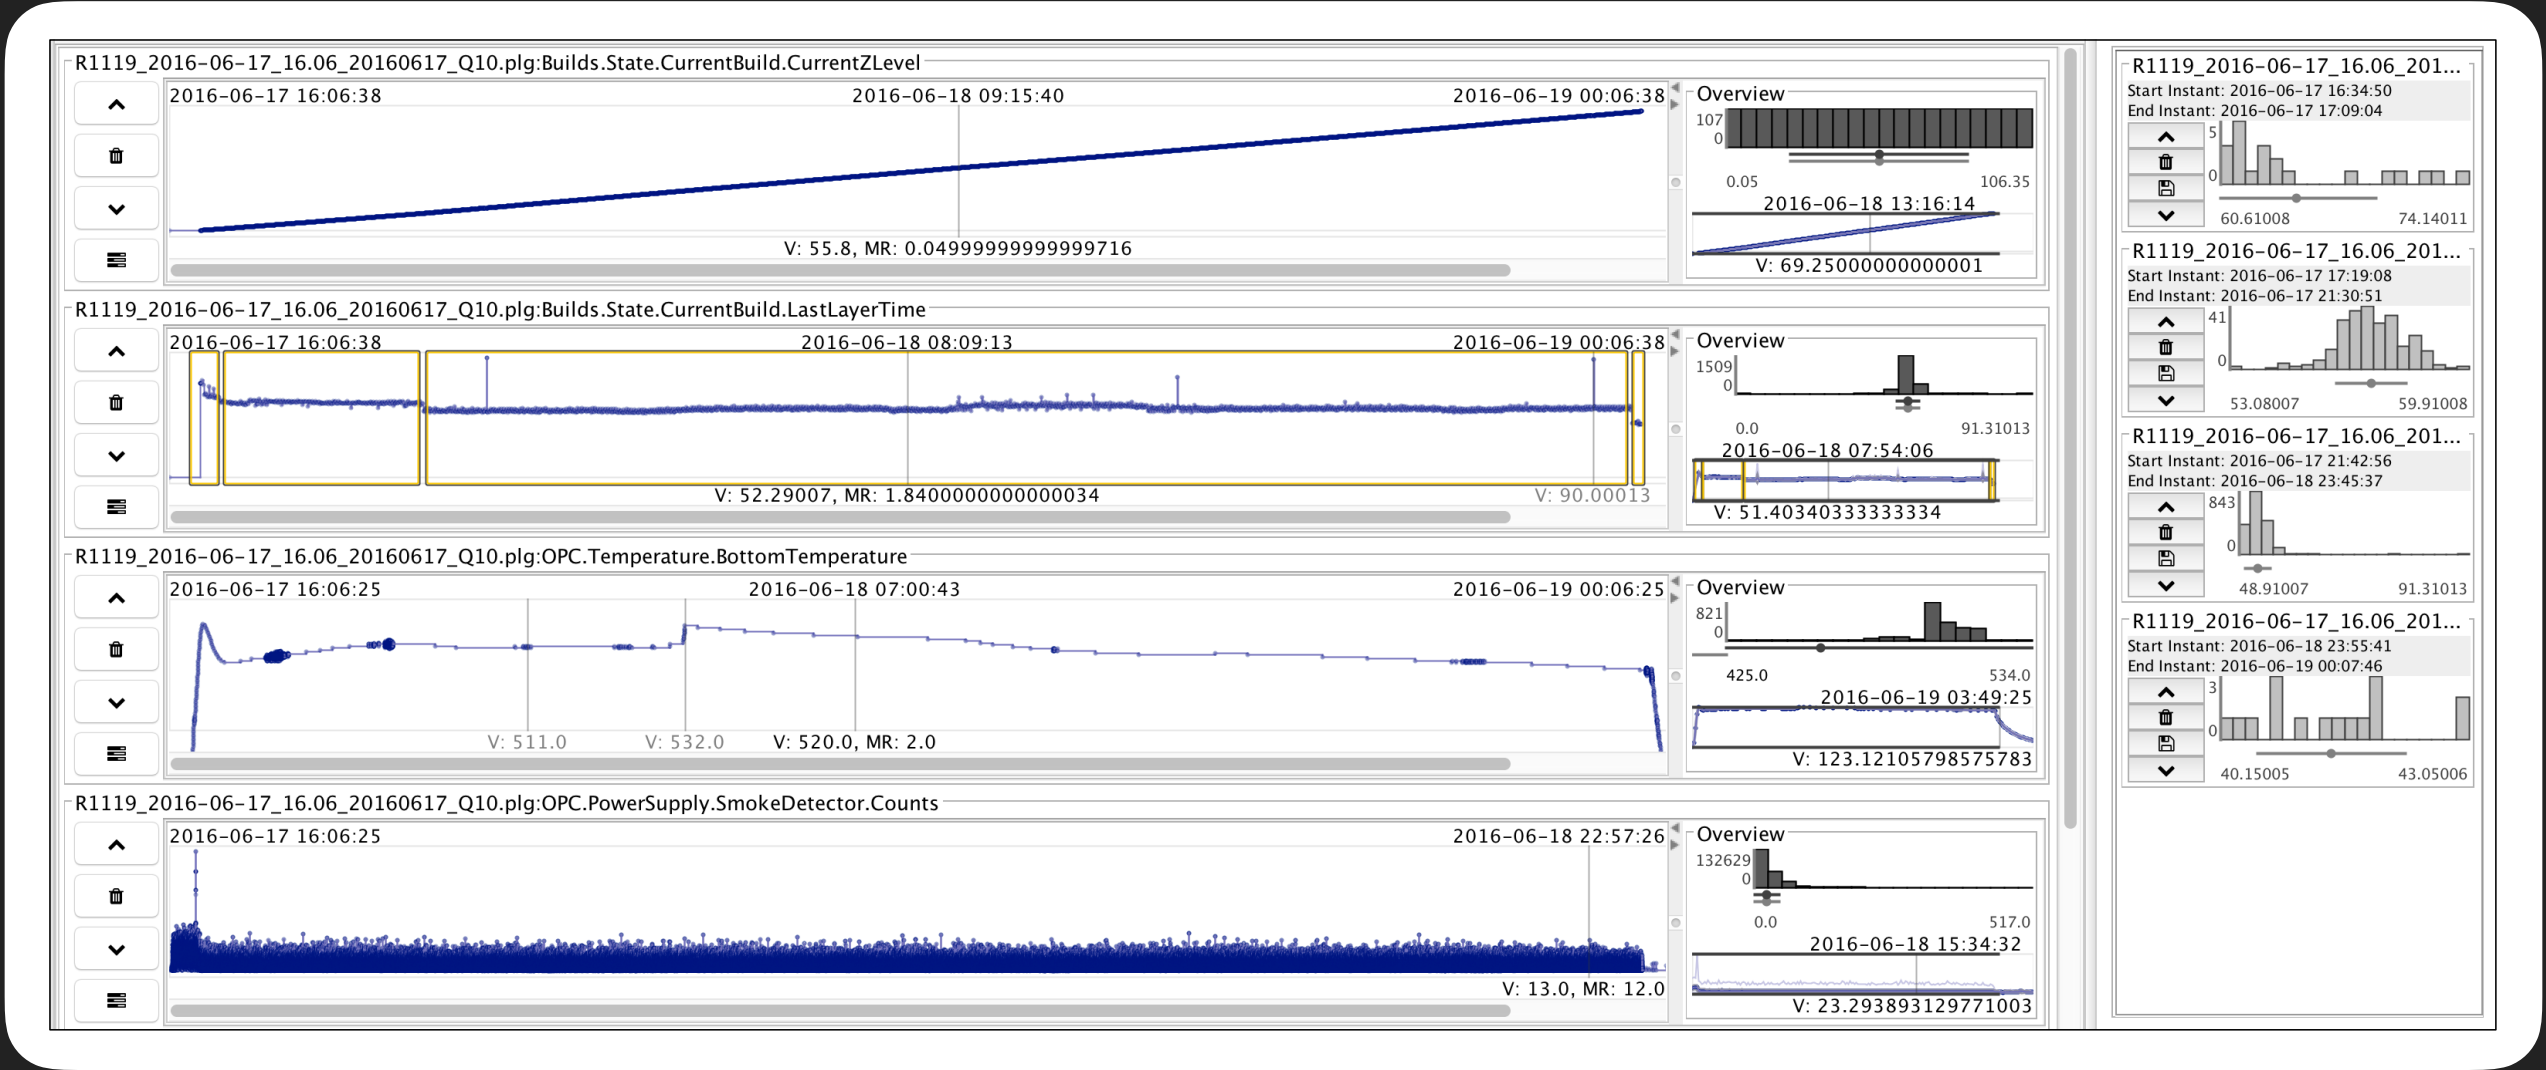 R1119_2016-06-17_16.06_20160617_Q10.plg:Builds.State.CurrentBuild.CurrentZLevel
2016-06-17 16:06:38
2016-06-18 09:15:40
2016-06-19 00:06:38
V: 55.8, MR: 0.04999999999999716
Overview
107
0
0.05
106.35
2016-06-18 13:16:14
V: 69.25000000000001
R1119_2016-06-17_16.06_20160617_Q10.plg:Builds.State.CurrentBuild.LastLayerTime
2016-06-17 16:06:38
2016-06-18 08:09:13
2016-06-19 00:06:38
V: 52.29007, MR: 1.8400000000000034
V: 90.00013
Overview
1509
0
0.0
91.31013
2016-06-18 07:54:06
V: 51.40340333333334
R1119_2016-06-17_16.06_20160617_Q10.plg:OPC.Temperature.BottomTemperature
2016-06-17 16:06:25
2016-06-18 07:00:43
2016-06-19 00:06:25
V: 511.0
V: 532.0
V: 520.0, MR: 2.0
Overview
821
0
425.0
534.0
2016-06-19 03:49:25
V: 123.12105798575783
R1119_2016-06-17_16.06_20160617_Q10.plg:OPC.PowerSupply.SmokeDetector.Counts
2016-06-17 16:06:25
2016-06-18 22:57:26
V: 13.0, MR: 12.0
Overview
132629
0
0.0
517.0
2016-06-18 15:34:32
V: 23.293893129771003
R1119_2016-06-17_16.06_201...
Start Instant: 2016-06-17 16:34:50
End Instant: 2016-06-17 17:09:04
5
0
60.61008
74.14011
R1119_2016-06-17_16.06_201...
Start Instant: 2016-06-17 17:19:08
End Instant: 2016-06-17 21:30:51
41
0
53.08007
59.91008
R1119_2016-06-17_16.06_201...
Start Instant: 2016-06-17 21:42:56
End Instant: 2016-06-18 23:45:37
843
0
48.91007
91.31013
R1119_2016-06-17_16.06_201...
Start Instant: 2016-06-18 23:55:41
End Instant: 2016-06-19 00:07:46
3
0
40.15005
43.05006